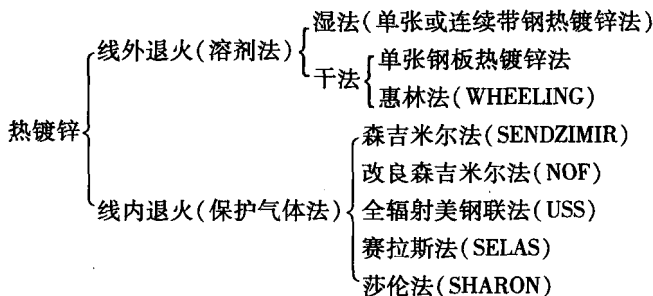 湿法(单张或连续带钢热镀锌法)
线外退火(溶剂法)
单张钢板热镀锌法
干法
惠林法(WHEELING)
热镀锌
森吉米尔法(SENDZIMIR)
改良森吉米尔法(NOF)
线内退火(保护气体法)
全辐射美钢联法(USS)
赛拉斯法(SELAS)
莎伦法(SHARON)